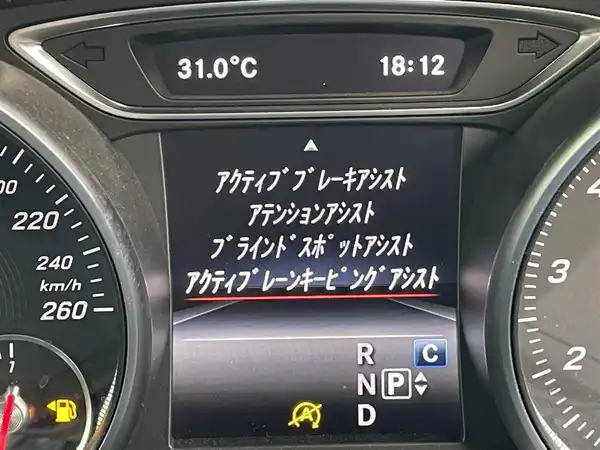 31.0°C 18:12
ｱｸﾃｨﾌﾞﾌﾞﾚｰｷｱｼｽﾄ
ｱﾃﾝｼｮﾝｱｼｽﾄ
ﾌﾞﾗｲﾝﾄﾞｽﾎﾟｯﾄｱｼｽﾄ
ｱｸﾃｨﾌﾞﾚｰﾝｷｰﾋﾟﾝｸﾞｱｼｽﾄ
220
240
km/h
260
1
R C
N P
D
A
4
3
2